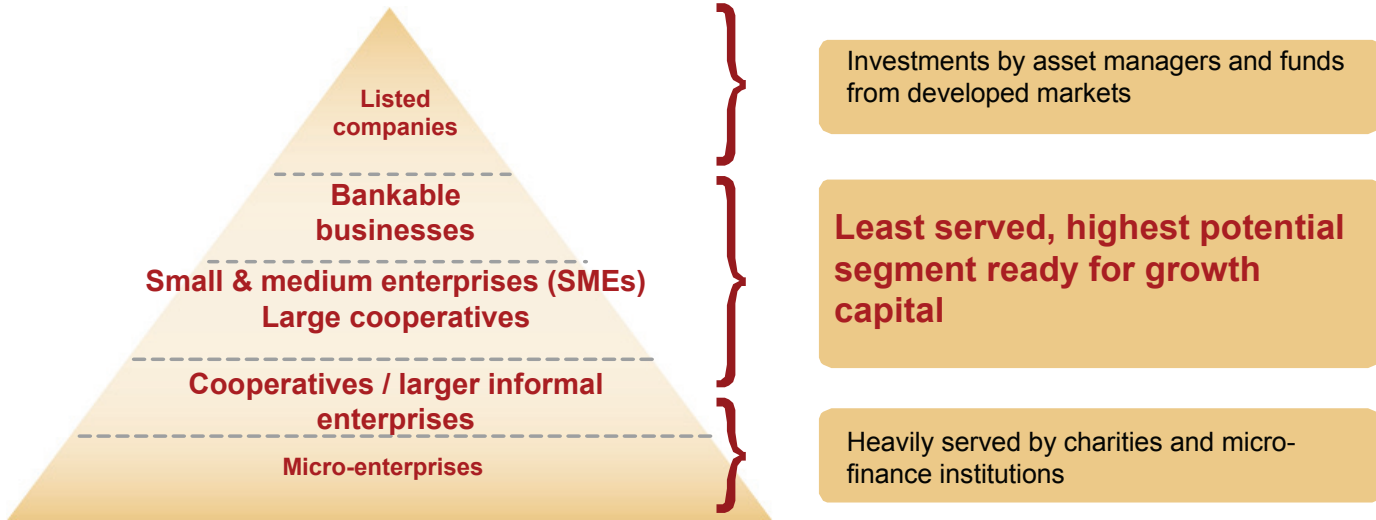 Listed
companies
Bankable
businesses
Small & medium enterprises (SMEs)
Large cooperatives
Cooperatives / larger informal
enterprises
Micro-enterprises
Investments by asset managers and funds
from developed markets
Least served, highest potential
segment ready for growth
capital
Heavily served by charities and micro-
finance institutions